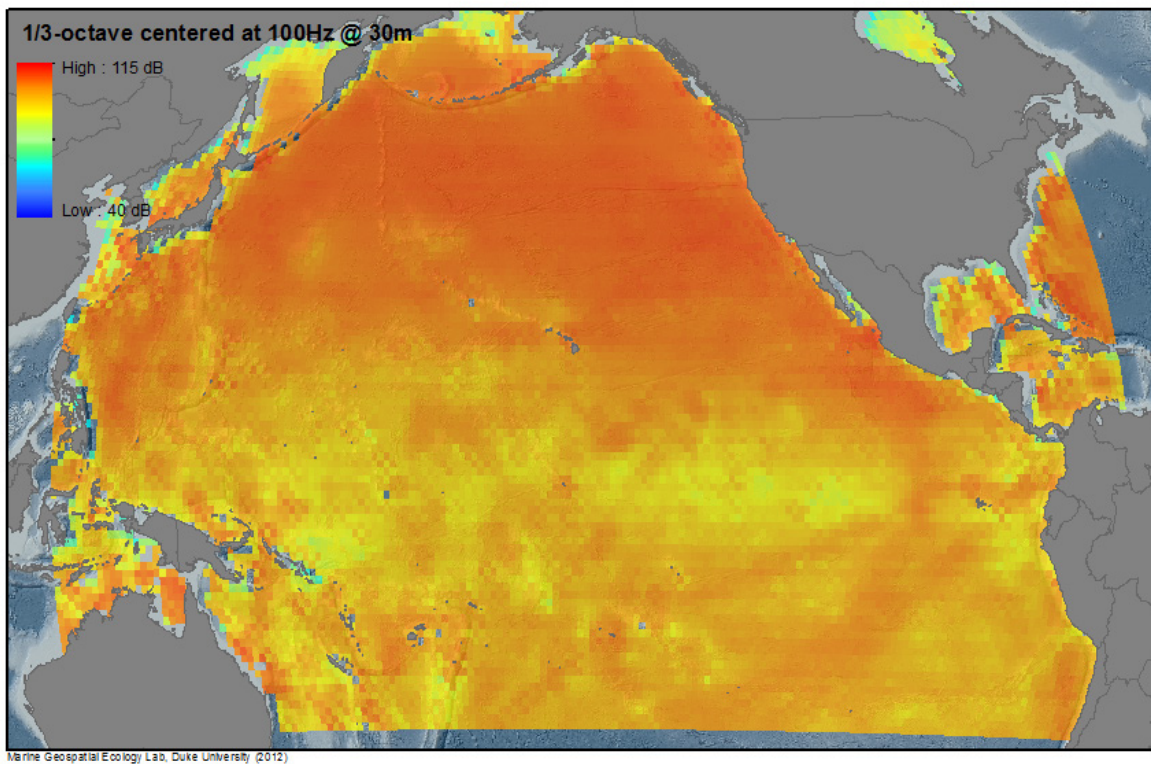 1/3-octave centered at 100Hz @ 30m
High : 115 dB
Low : 40 dB
Marine Geospatial Ecology Lab, Duke University (2012)